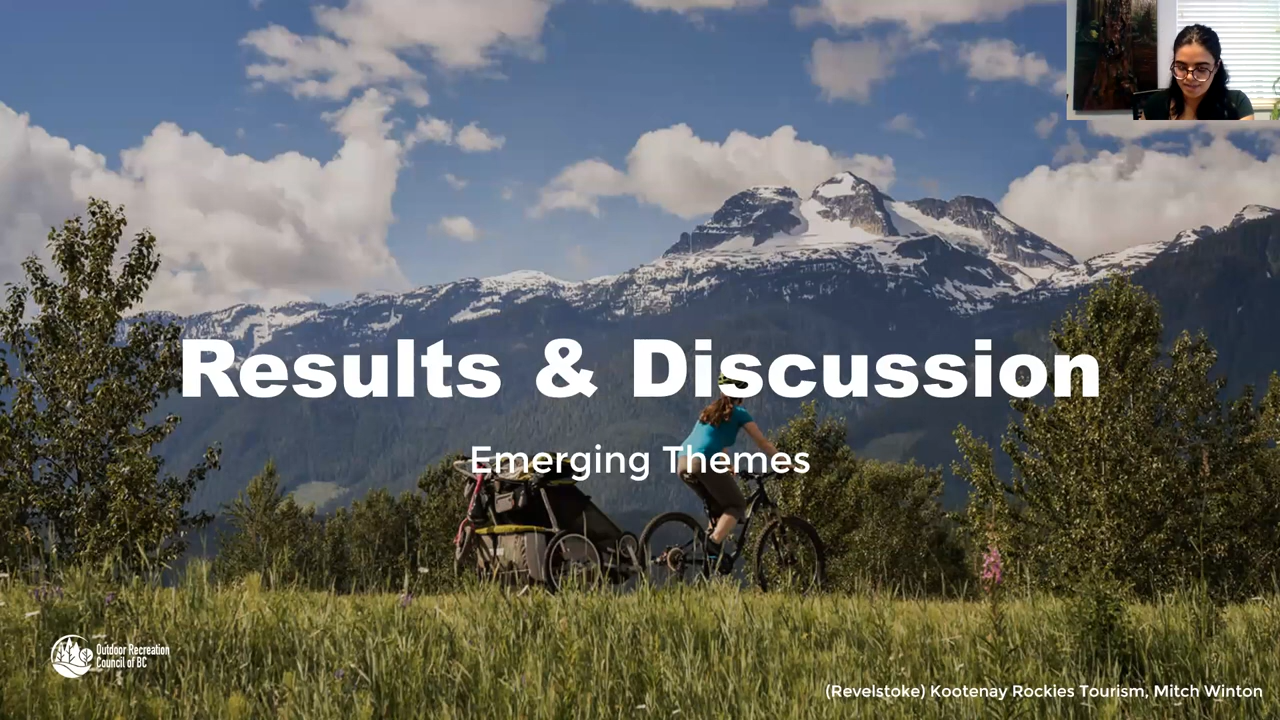 Results & Discussion
Emerging Themes
Outdoor Recreation
Council of BC
(Revelstoke) Kootenay Rockies Tourism, Mitch Winton